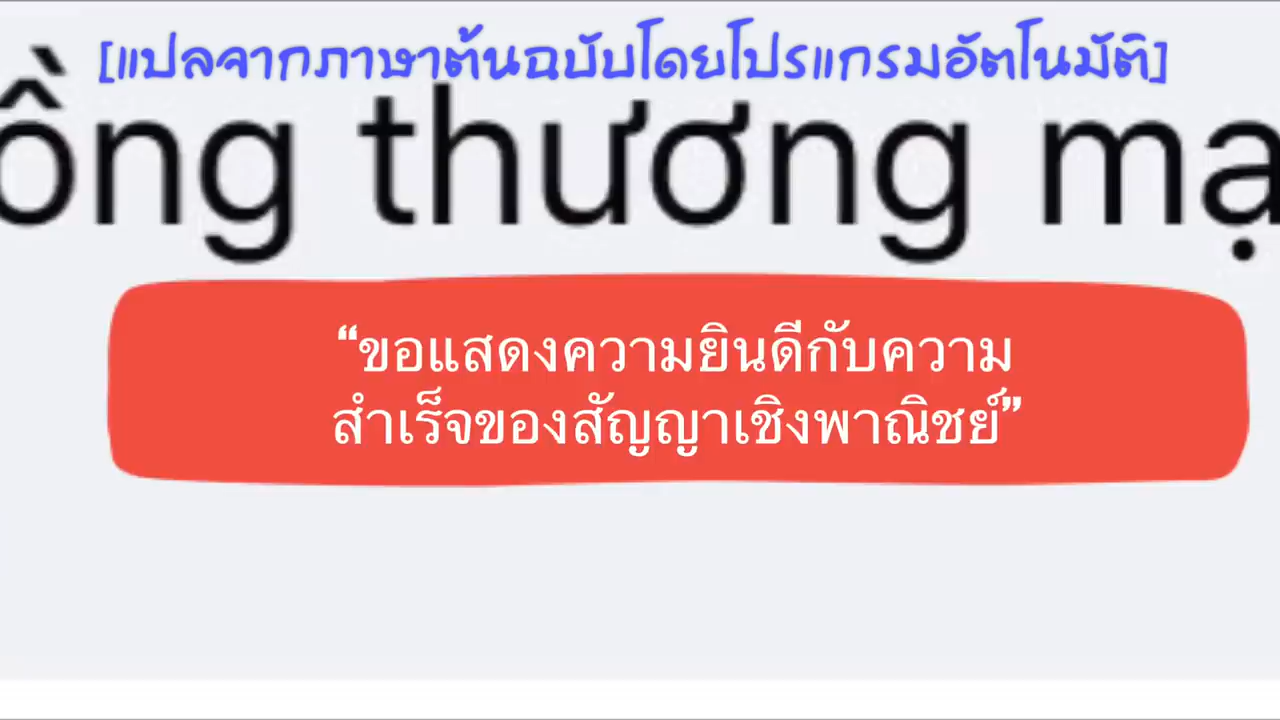 [แปลจากภาษาต้นฉบับโดยโปรแกรมอัตโนมัติ]
ồng thương mạ
“ขอแสดงความยินดีกับความ
สำเร็จของสัญญาเชิงพาณิชย์”